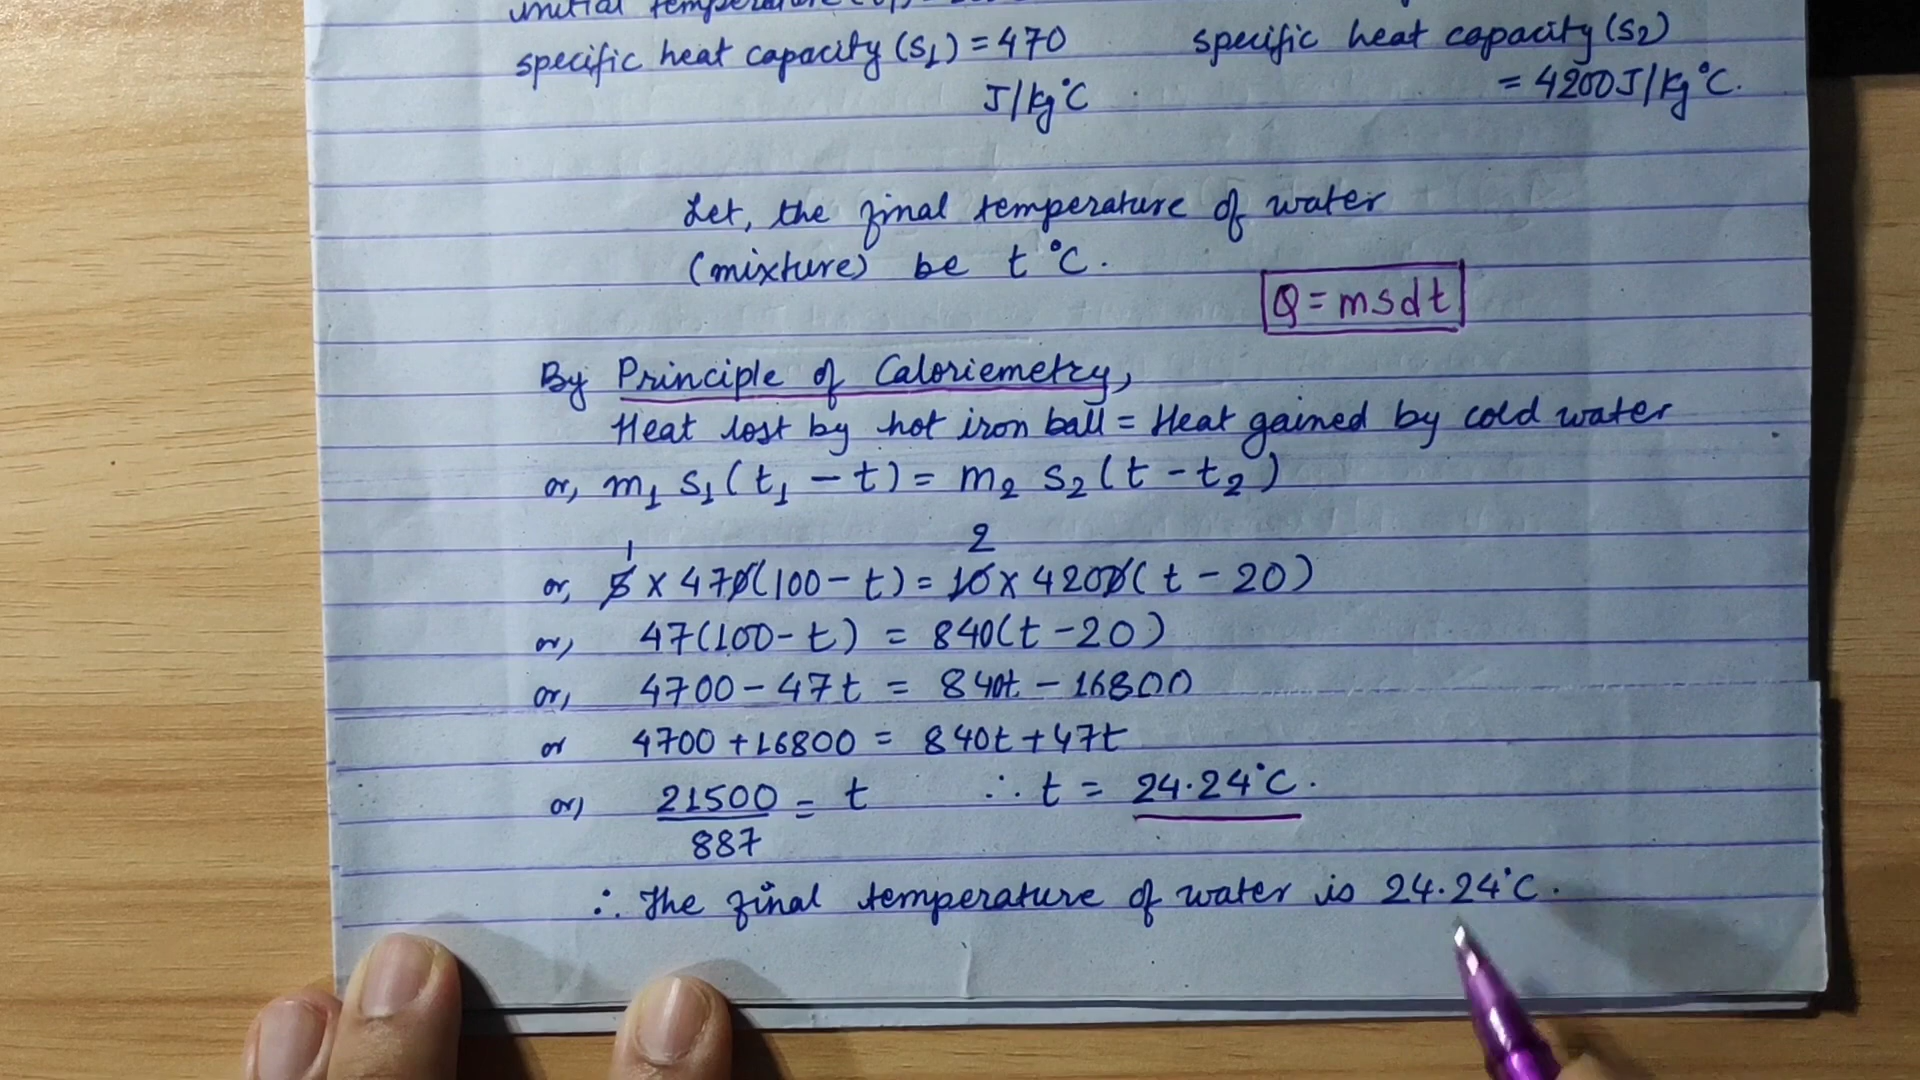 initial temperature
specific heat capacity (s₁) = 470 specific heat capacity (s₂)
J/kg°C = 4200J/kg°C.
Let, the final temperature of water
(mixture) be t °C.
Q = msdt
By Principle of Caloriemetry,
Heat lost by hot iron ball = Heat gained by cold water
or, m₁ s₁ (t₁ - t) = m₂ s₂ (t - t₂)
1 2
or, 5 x 470(100 - t) = 10 x 4200(t - 20)
or, 47(100 - t) = 840(t - 20)
or, 4700 - 47t = 840t - 16800
or 4700 + 16800 = 840t + 47t
or, 21500 = t ∴ t = 24.24°C.
887
∴ The final temperature of water is 24.24°C.